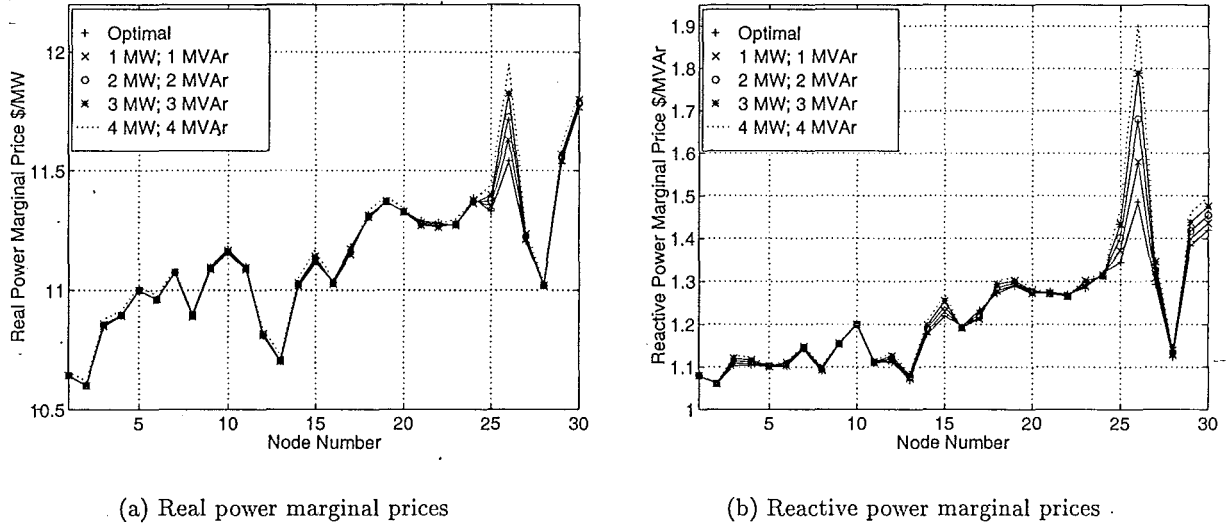 Real Power Marginal Price $/MW
12
11.5
11
10.5
+ Optimal
× 1 MW; 1 MVAr
o 2 MW; 2 MVAr
* 3 MW; 3 MVAr
4 MW; 4 MVAr
5 10 15 20 25 30
Node Number
(a) Real power marginal prices
Reactive Power Marginal Price $/MVAr
1.9
1.8
1.7
1.6
1.5
1.4
1.3
1.2
1.1
1
+ Optimal
× 1 MW; 1 MVAr
o 2 MW; 2 MVAr
* 3 MW; 3 MVAr
4 MW; 4 MVAr
5 10 15 20 25 30
Node Number
(b) Reactive power marginal prices